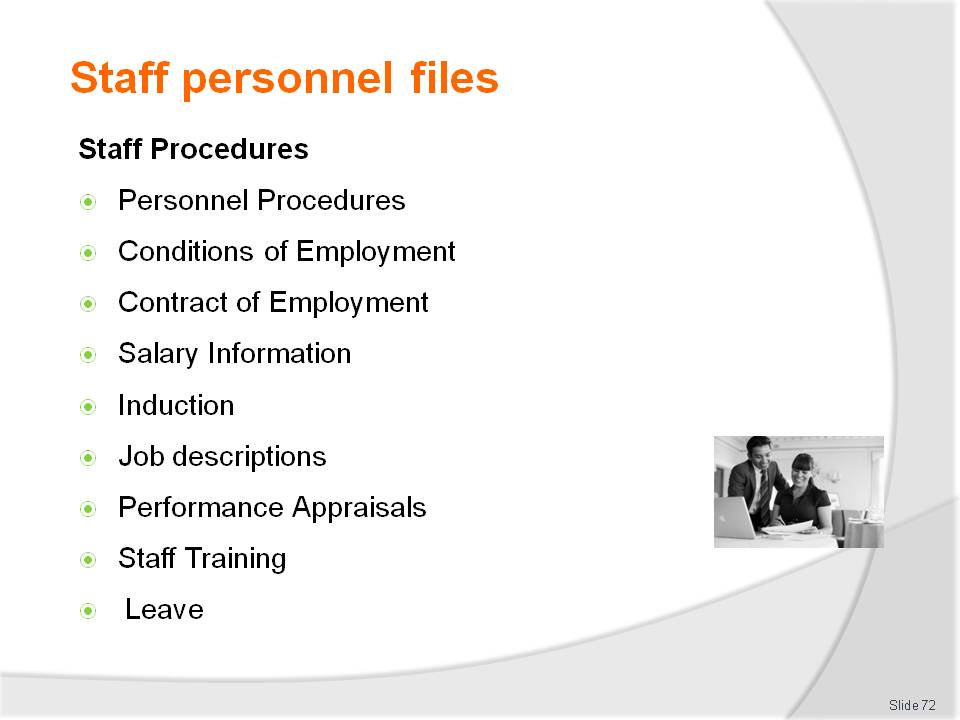 Staff personnel files
Staff Procedures
Personnel Procedures
Conditions of Employment
Contract of Employment
Salary Information
Induction
Job descriptions
Performance Appraisals
Staff Training
Leave
Slide 72